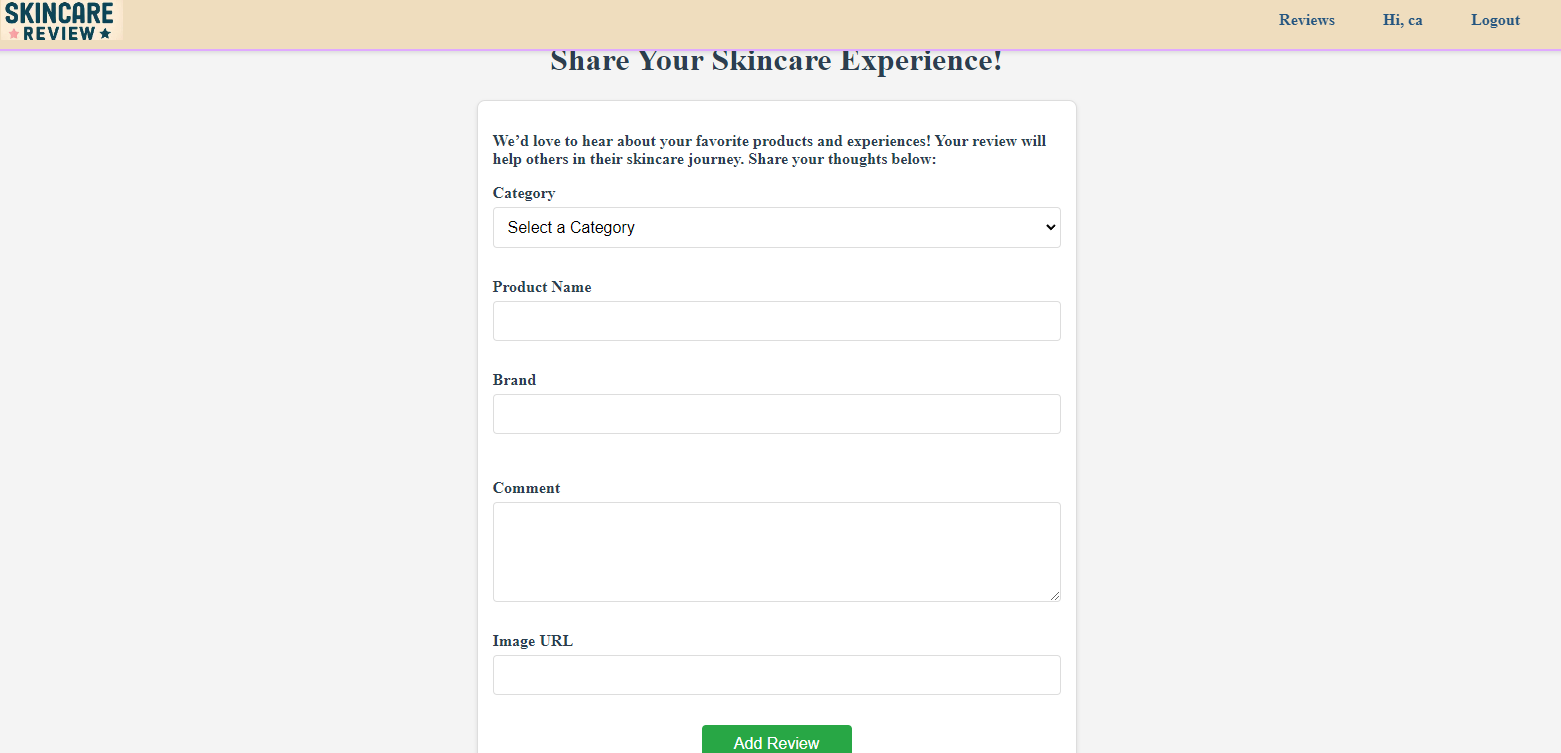 SKINCARE
REVIEW
Reviews
Hi, ca
Logout
Share Your Skincare Experience!
We’d love to hear about your favorite products and experiences! Your review will
help others in their skincare journey. Share your thoughts below:
Category
Select a Category
Product Name
Brand
Comment
Image URL
Add Review